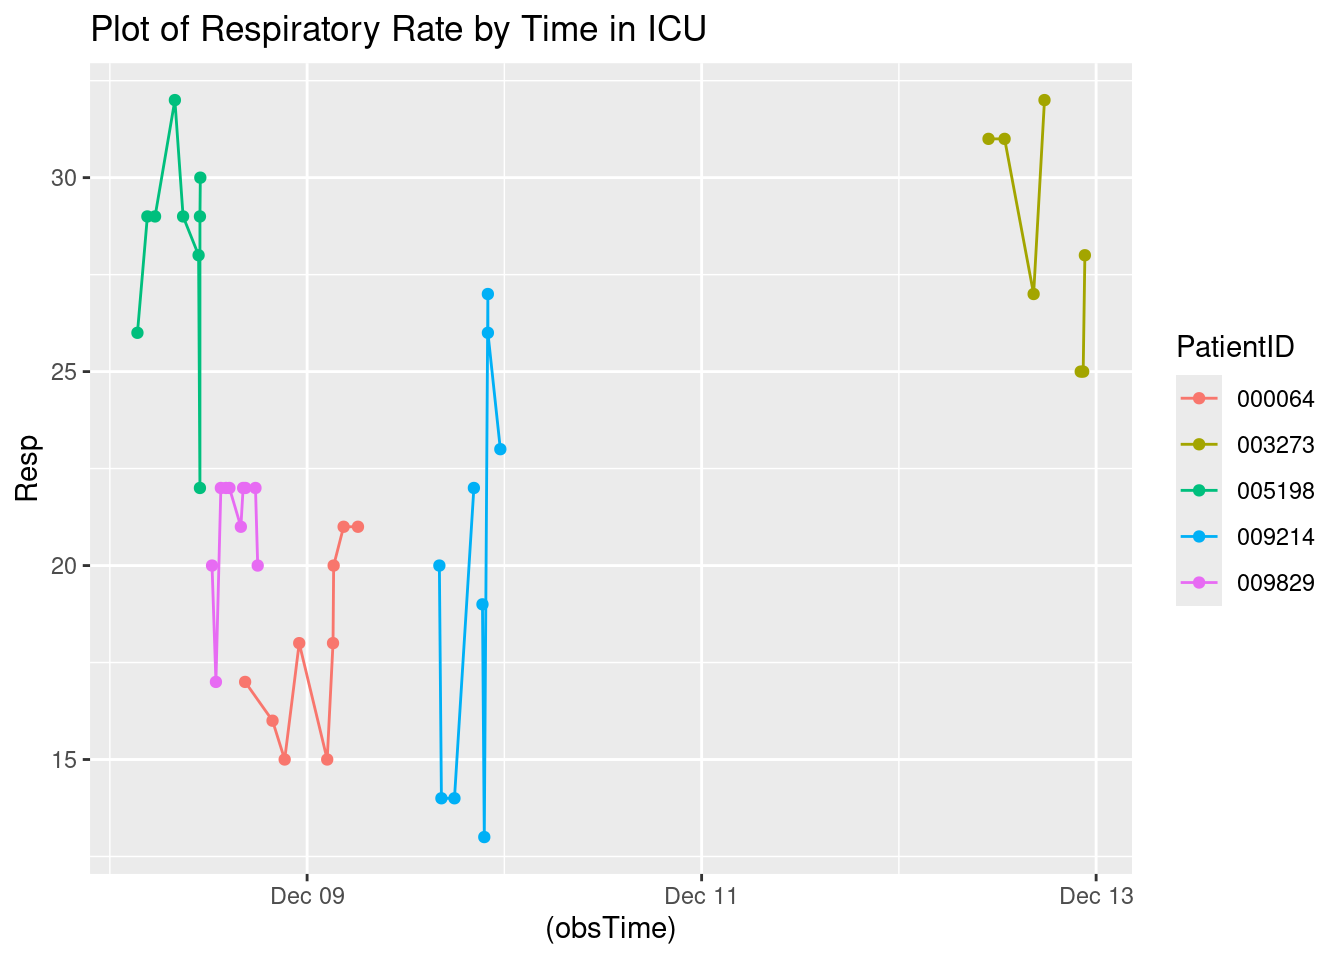 Plot of Respiratory Rate by Time in ICU
30
25
20
15
Resp
Dec 09
Dec 11
Dec 13
(obsTime)
PatientID
000064
003273
005198
009214
009829